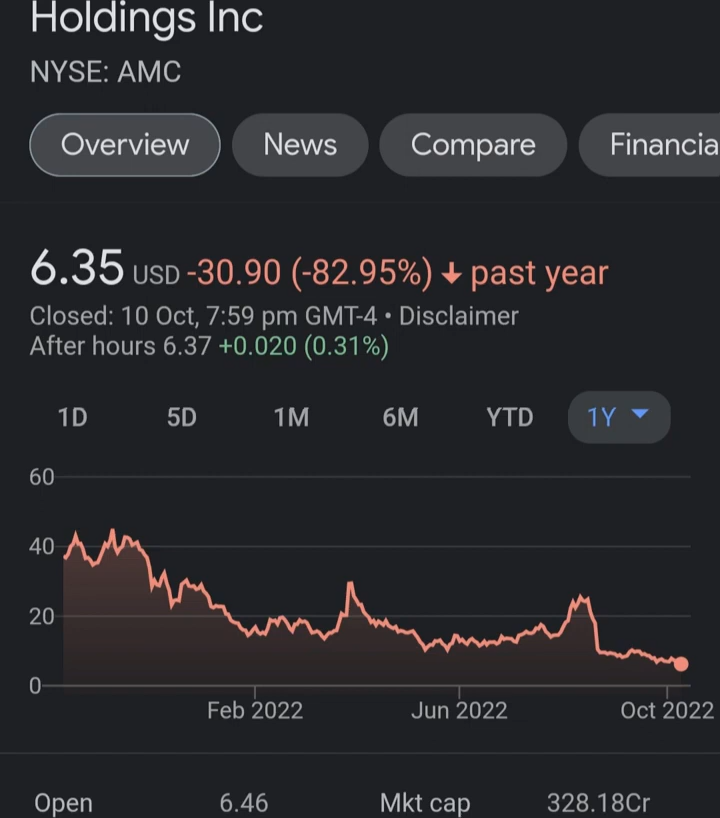 Holdings Inc
NYSE: AMC
Overview News Compare Financia
6.35 USD -30.90 (-82.95%) ↓ past year
Closed: 10 Oct, 7:59 pm GMT-4 • Disclaimer
After hours 6.37 +0.020 (0.31%)
1D 5D 1M 6M YTD 1Y
60
40
20
0
Feb 2022 Jun 2022 Oct 2022
Open 6.46 Mkt cap 328.18Cr